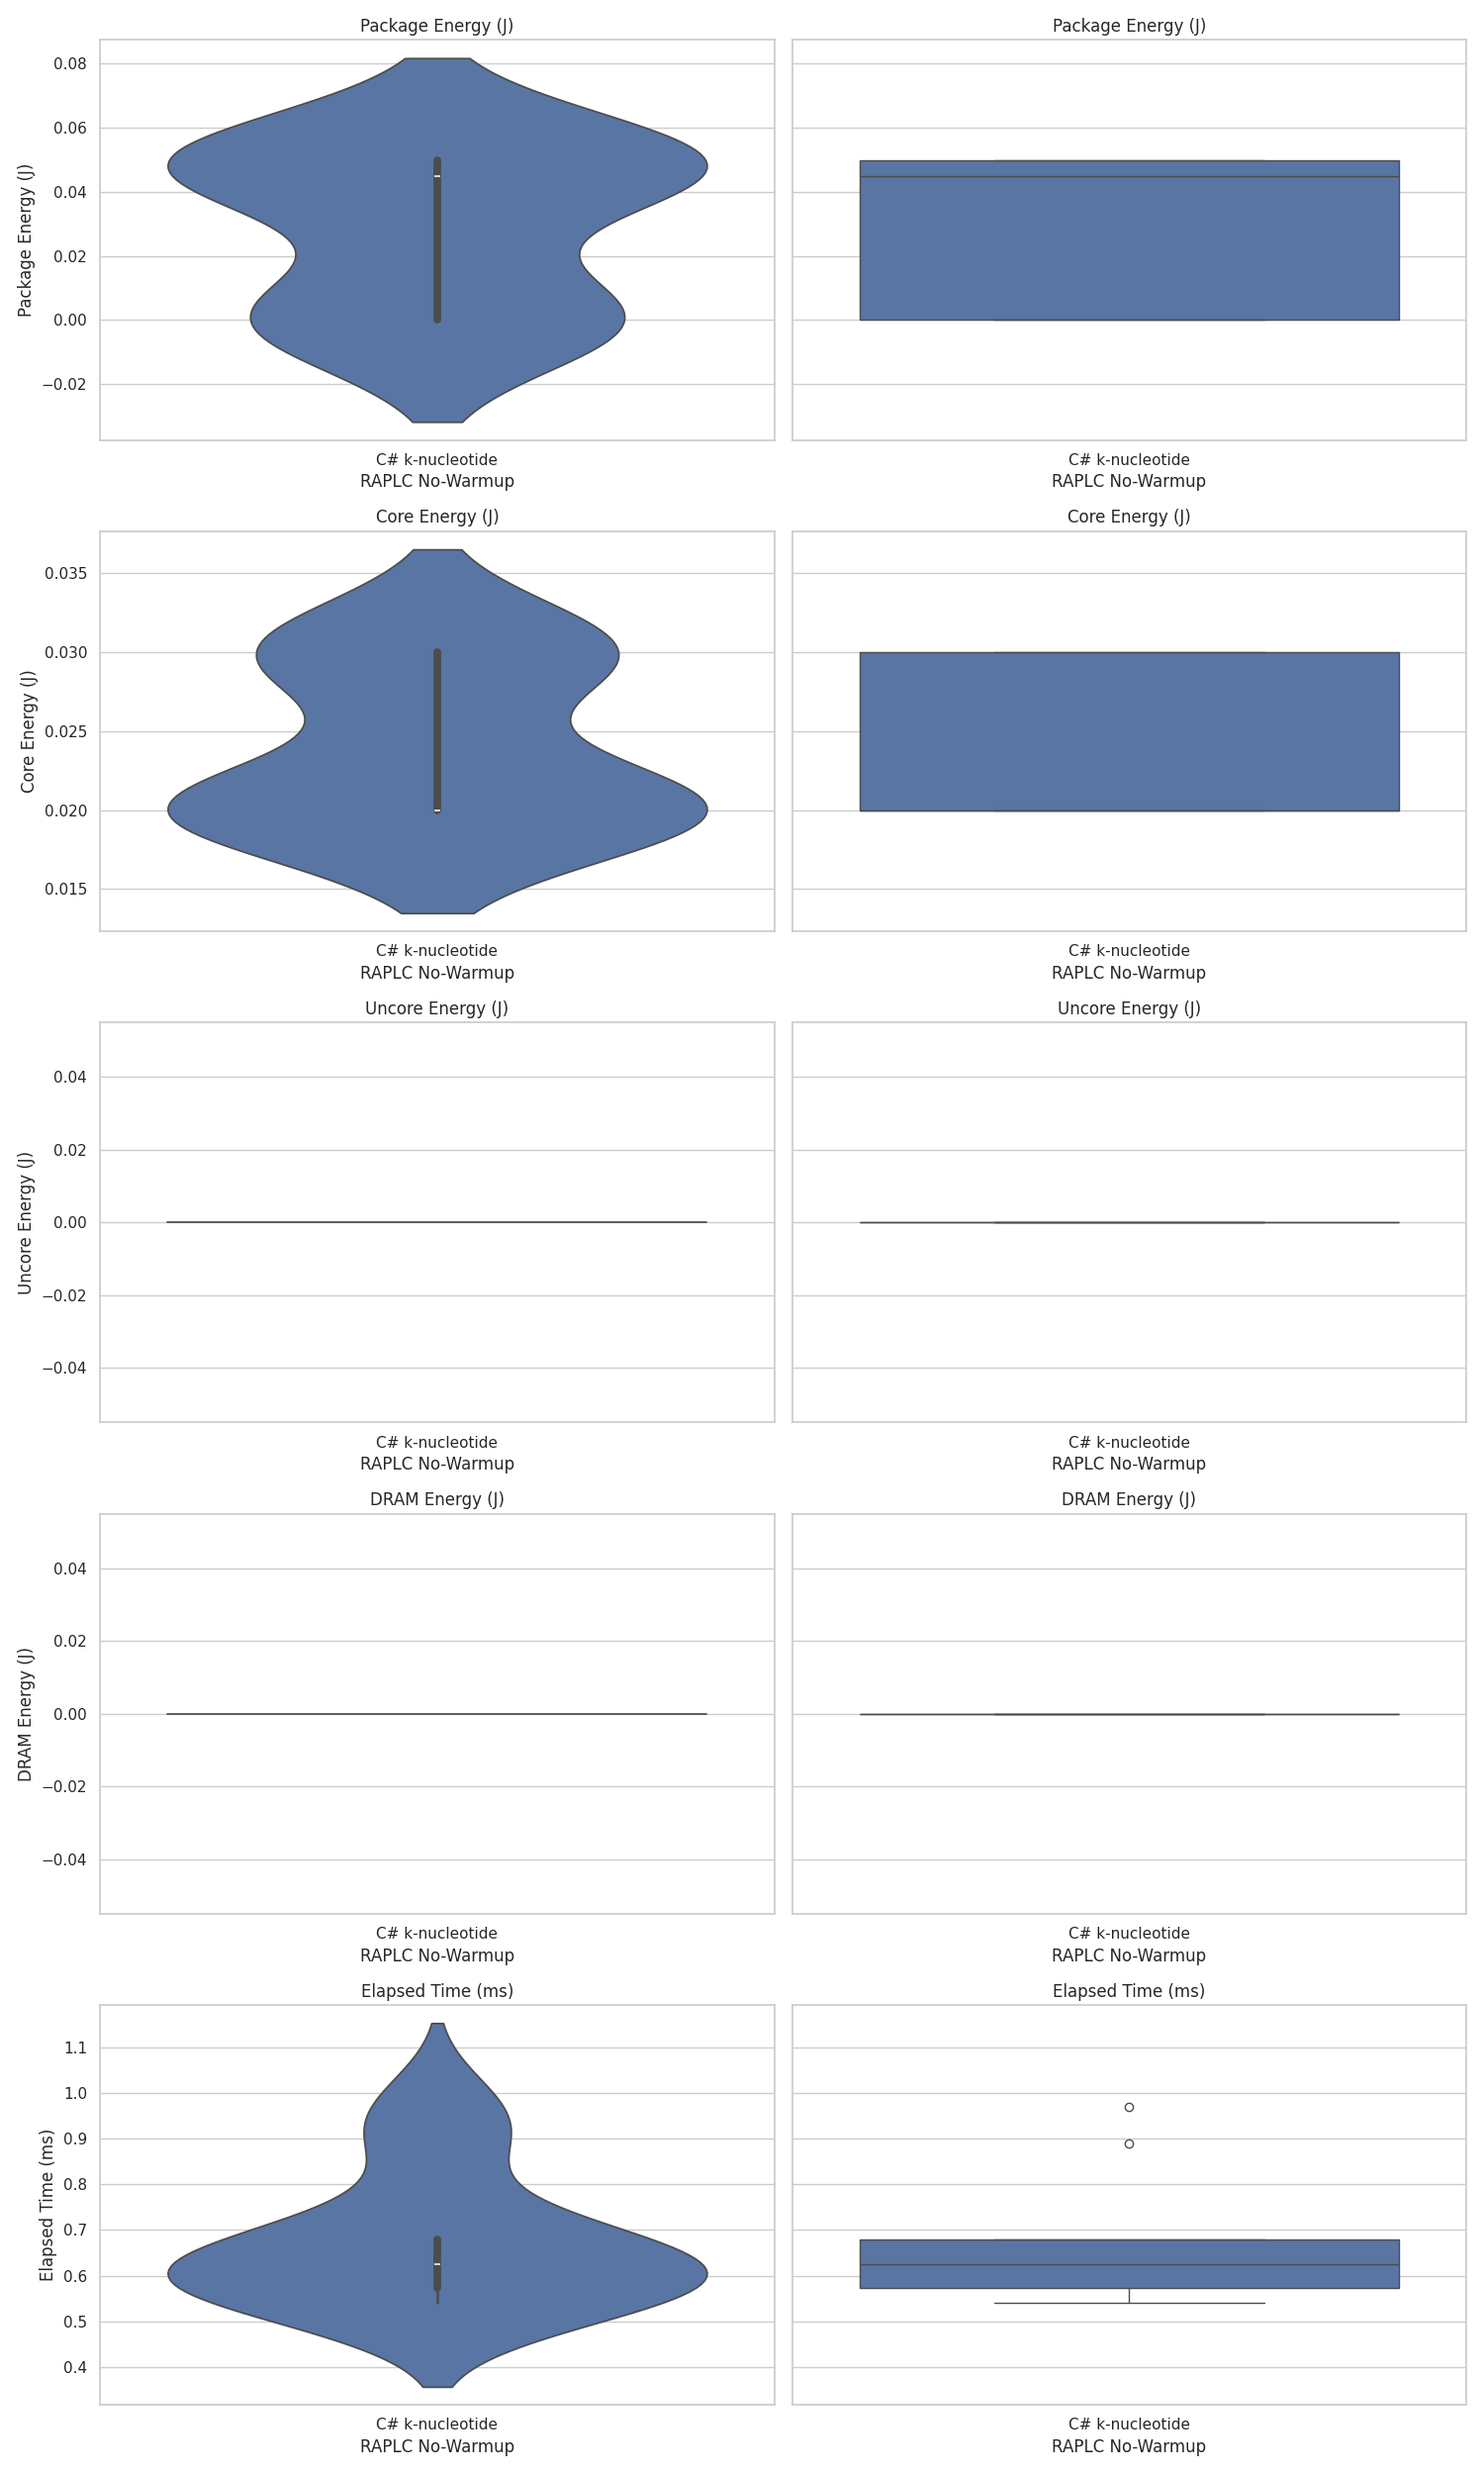 Package Energy (J)
Package Energy (J)
Package Energy (J)
0.08
0.06
0.04
0.02
0.00
−0.02
C# k-nucleotide
RAPLC No-Warmup
C# k-nucleotide
RAPLC No-Warmup
Core Energy (J)
Core Energy (J)
Core Energy (J)
0.035
0.030
0.025
0.020
0.015
C# k-nucleotide
RAPLC No-Warmup
C# k-nucleotide
RAPLC No-Warmup
Uncore Energy (J)
Uncore Energy (J)
Uncore Energy (J)
0.04
0.02
0.00
−0.02
−0.04
C# k-nucleotide
RAPLC No-Warmup
C# k-nucleotide
RAPLC No-Warmup
DRAM Energy (J)
DRAM Energy (J)
DRAM Energy (J)
0.04
0.02
0.00
−0.02
−0.04
C# k-nucleotide
RAPLC No-Warmup
C# k-nucleotide
RAPLC No-Warmup
Elapsed Time (ms)
Elapsed Time (ms)
Elapsed Time (ms)
1.1
1.0
0.9
0.8
0.7
0.6
0.5
0.4
C# k-nucleotide
RAPLC No-Warmup
C# k-nucleotide
RAPLC No-Warmup